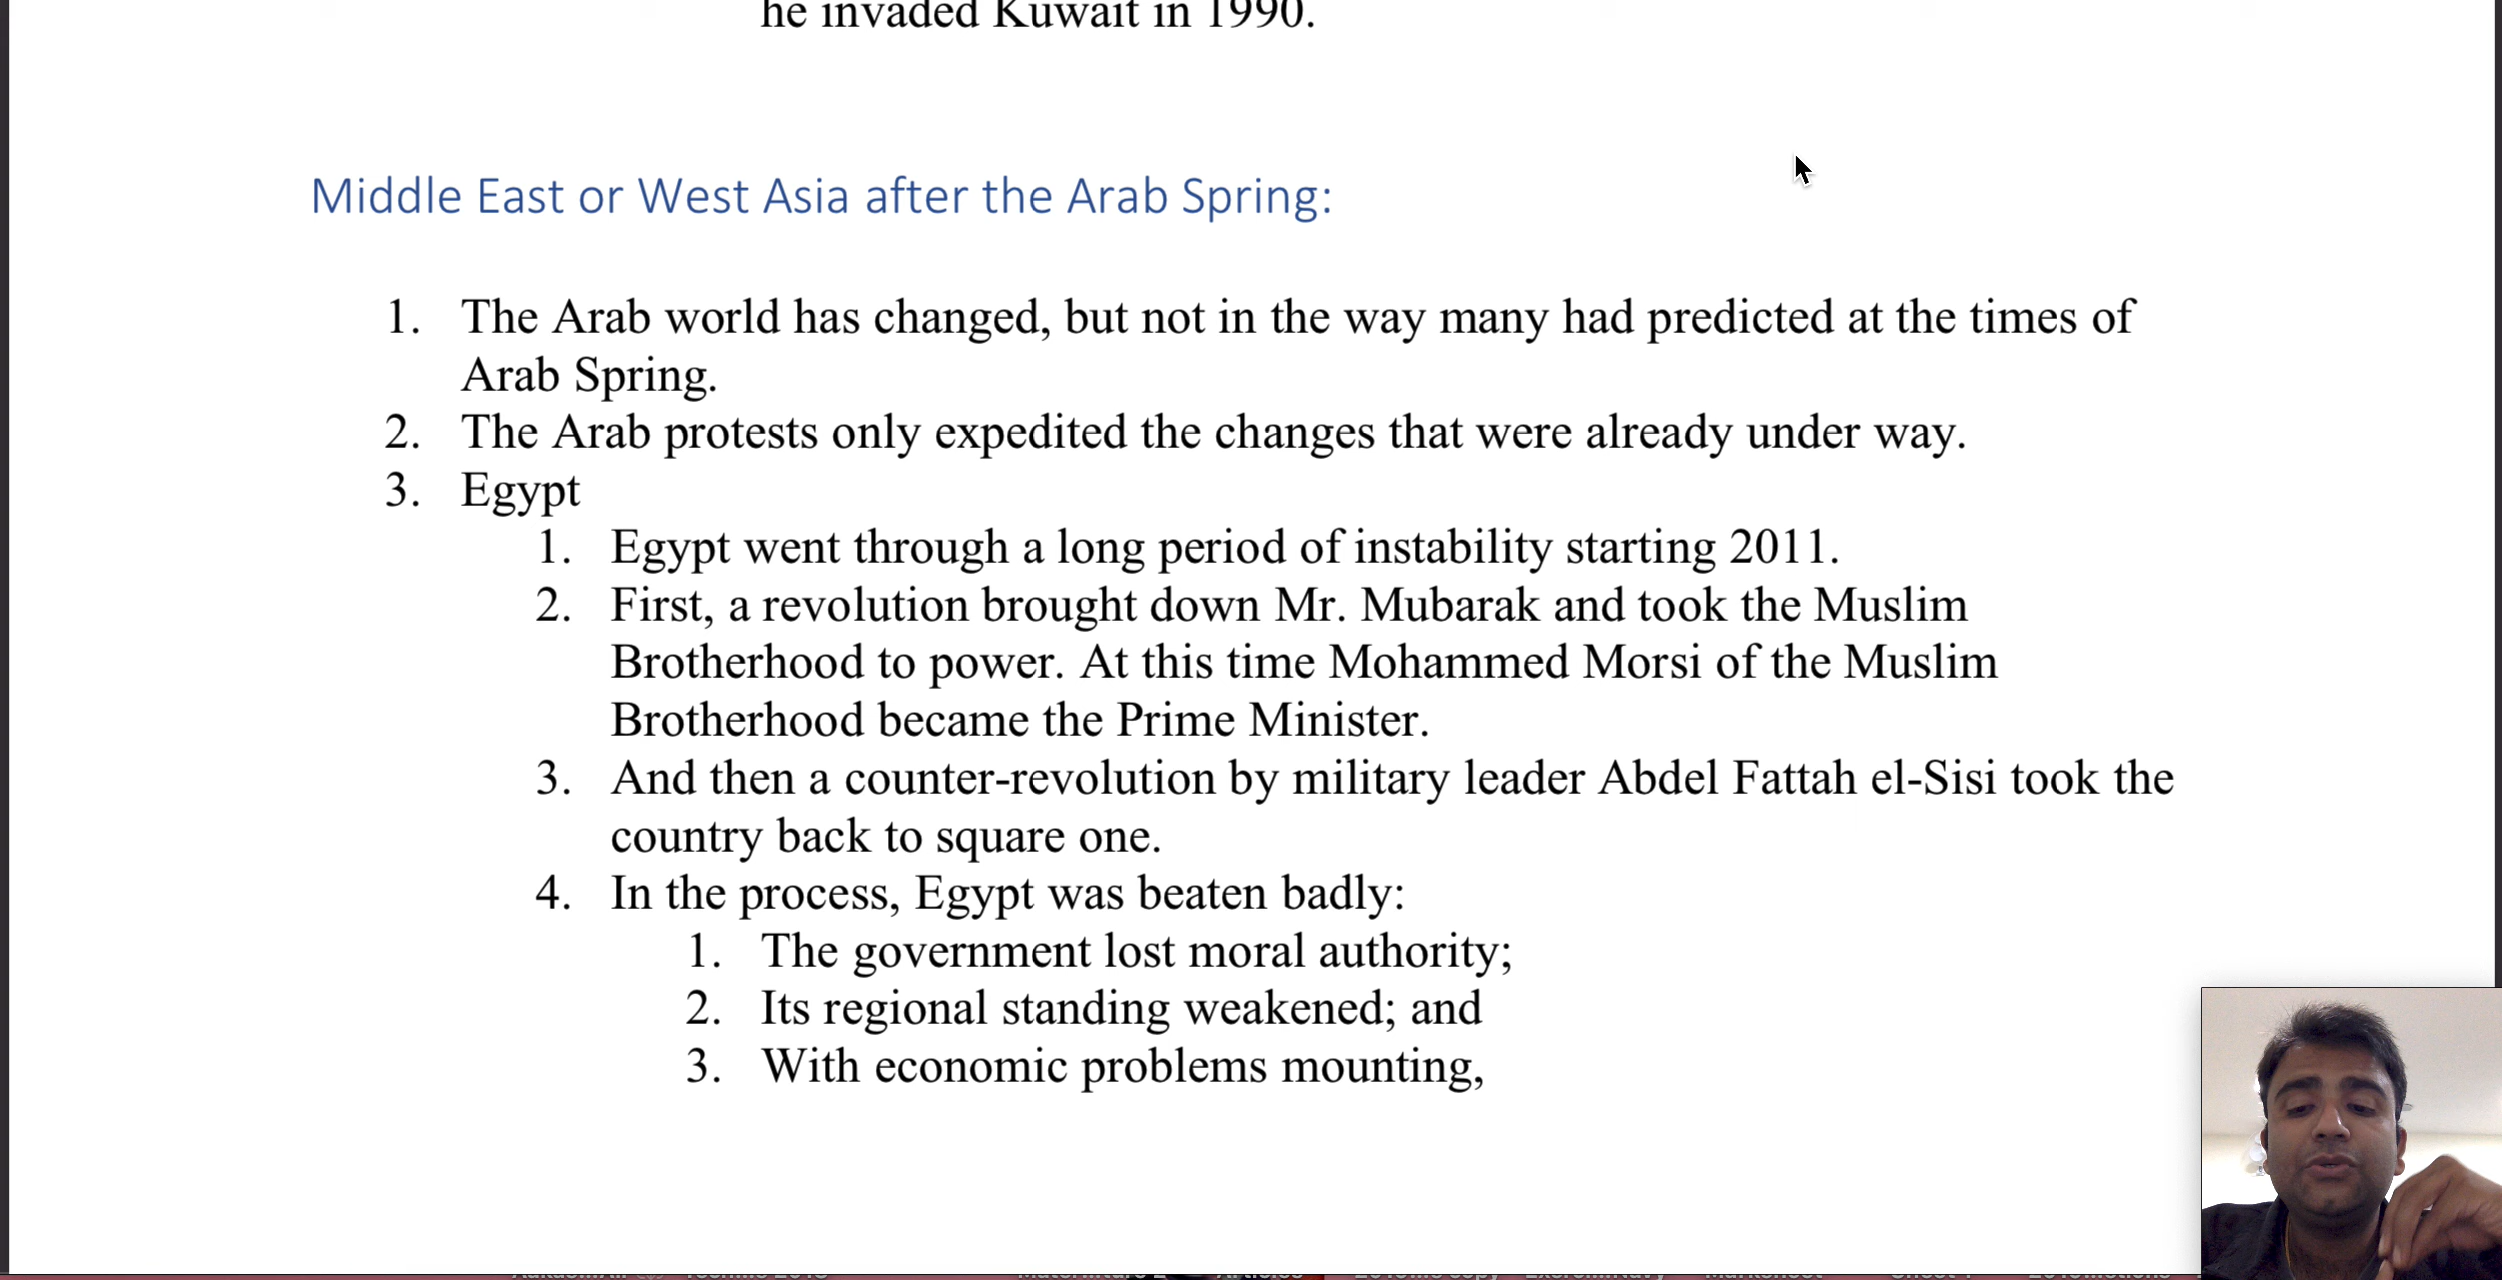 he invaded Kuwait in 1990.
Middle East or West Asia after the Arab Spring:
1. The Arab world has changed, but not in the way many had predicted at the times of
Arab Spring.
2. The Arab protests only expedited the changes that were already under way.
3. Egypt
1. Egypt went through a long period of instability starting 2011.
2. First, a revolution brought down Mr. Mubarak and took the Muslim
Brotherhood to power. At this time Mohammed Morsi of the Muslim
Brotherhood became the Prime Minister.
3. And then a counter-revolution by military leader Abdel Fattah el-Sisi took the
country back to square one.
4. In the process, Egypt was beaten badly:
1. The government lost moral authority;
2. Its regional standing weakened; and
3. With economic problems mounting,